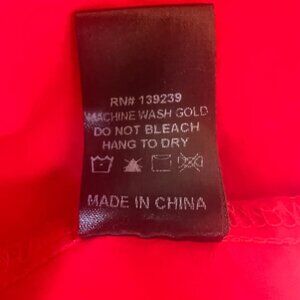 RN# 139239
MACHINE WASH GOLD
DO NOT BLEACH
HANG TO DRY
MADE IN CHINA